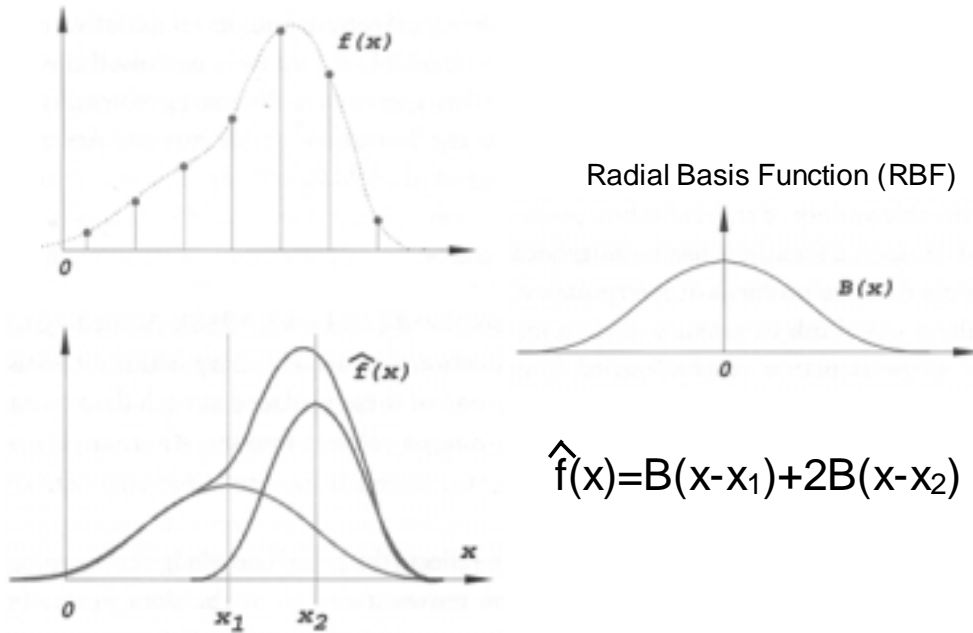 f(x)
0
Radial Basis Function (RBF)
B(x)
0
f̂(x)
x
0
x₁
x₂
f̂(x)=B(x-x₁)+2B(x-x₂)